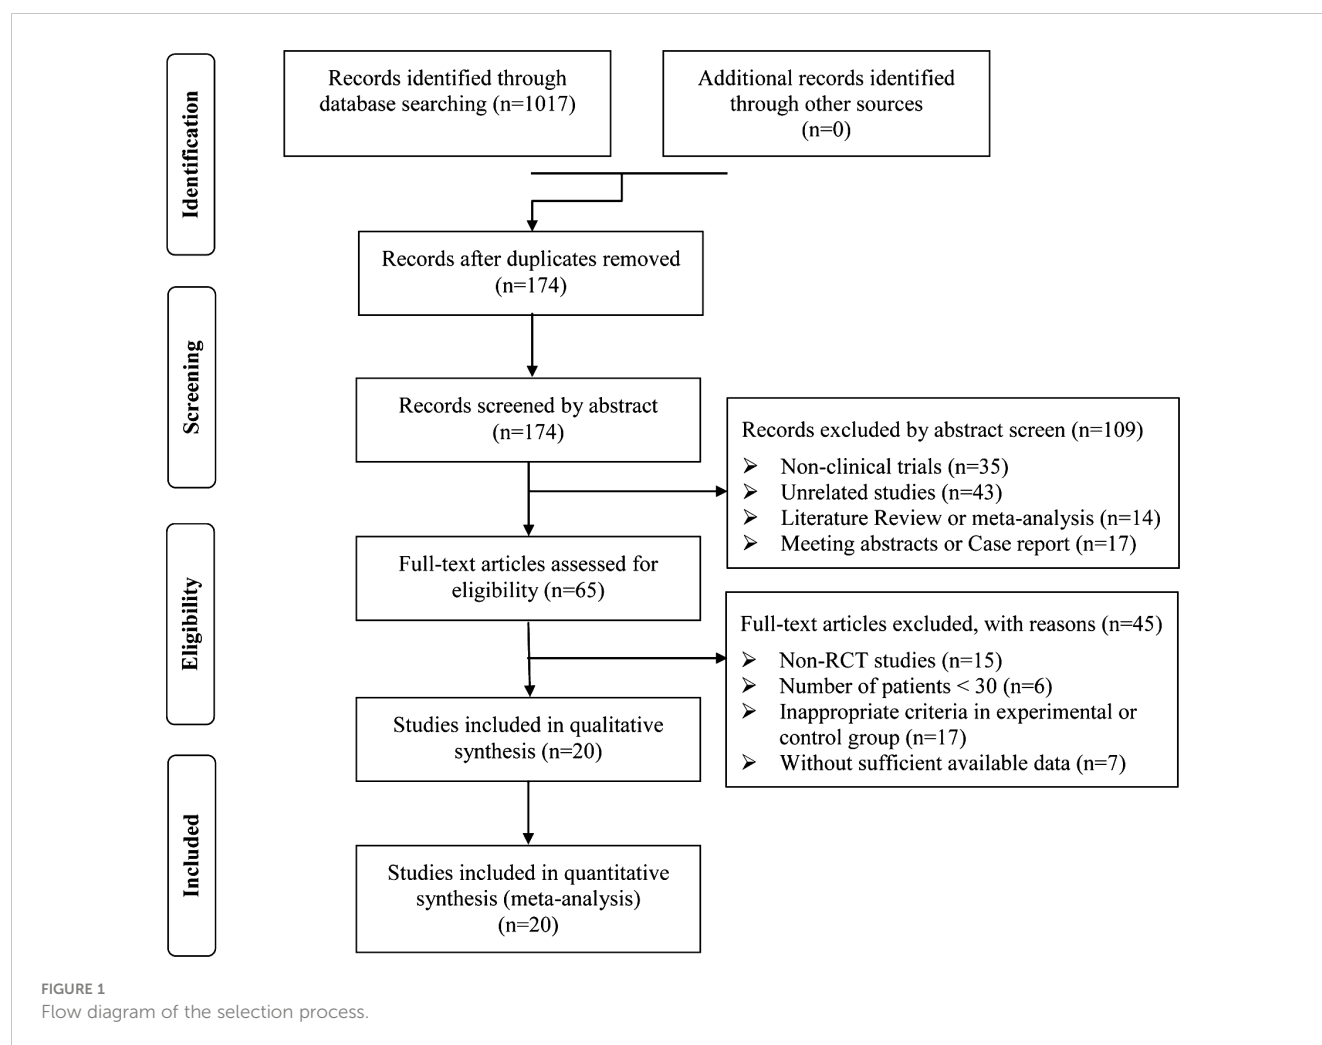 Identification
Records identified through
database searching (n=1017)
Additional records identified
through other sources
(n=0)
Records after duplicates removed
(n=174)
Screening
Records screened by abstract
(n=174)
Records excluded by abstract screen (n=109)
➢ Non-clinical trials (n=35)
➢ Unrelated studies (n=43)
➢ Literature Review or meta-analysis (n=14)
➢ Meeting abstracts or Case report (n=17)
Eligibility
Full-text articles assessed for
eligibility (n=65)
Full-text articles excluded, with reasons (n=45)
➢ Non-RCT studies (n=15)
➢ Number of patients < 30 (n=6)
➢ Inappropriate criteria in experimental or
control group (n=17)
➢ Without sufficient available data (n=7)
Studies included in qualitative
synthesis (n=20)
Included
Studies included in quantitative
synthesis (meta-analysis)
(n=20)
FIGURE 1
Flow diagram of the selection process.